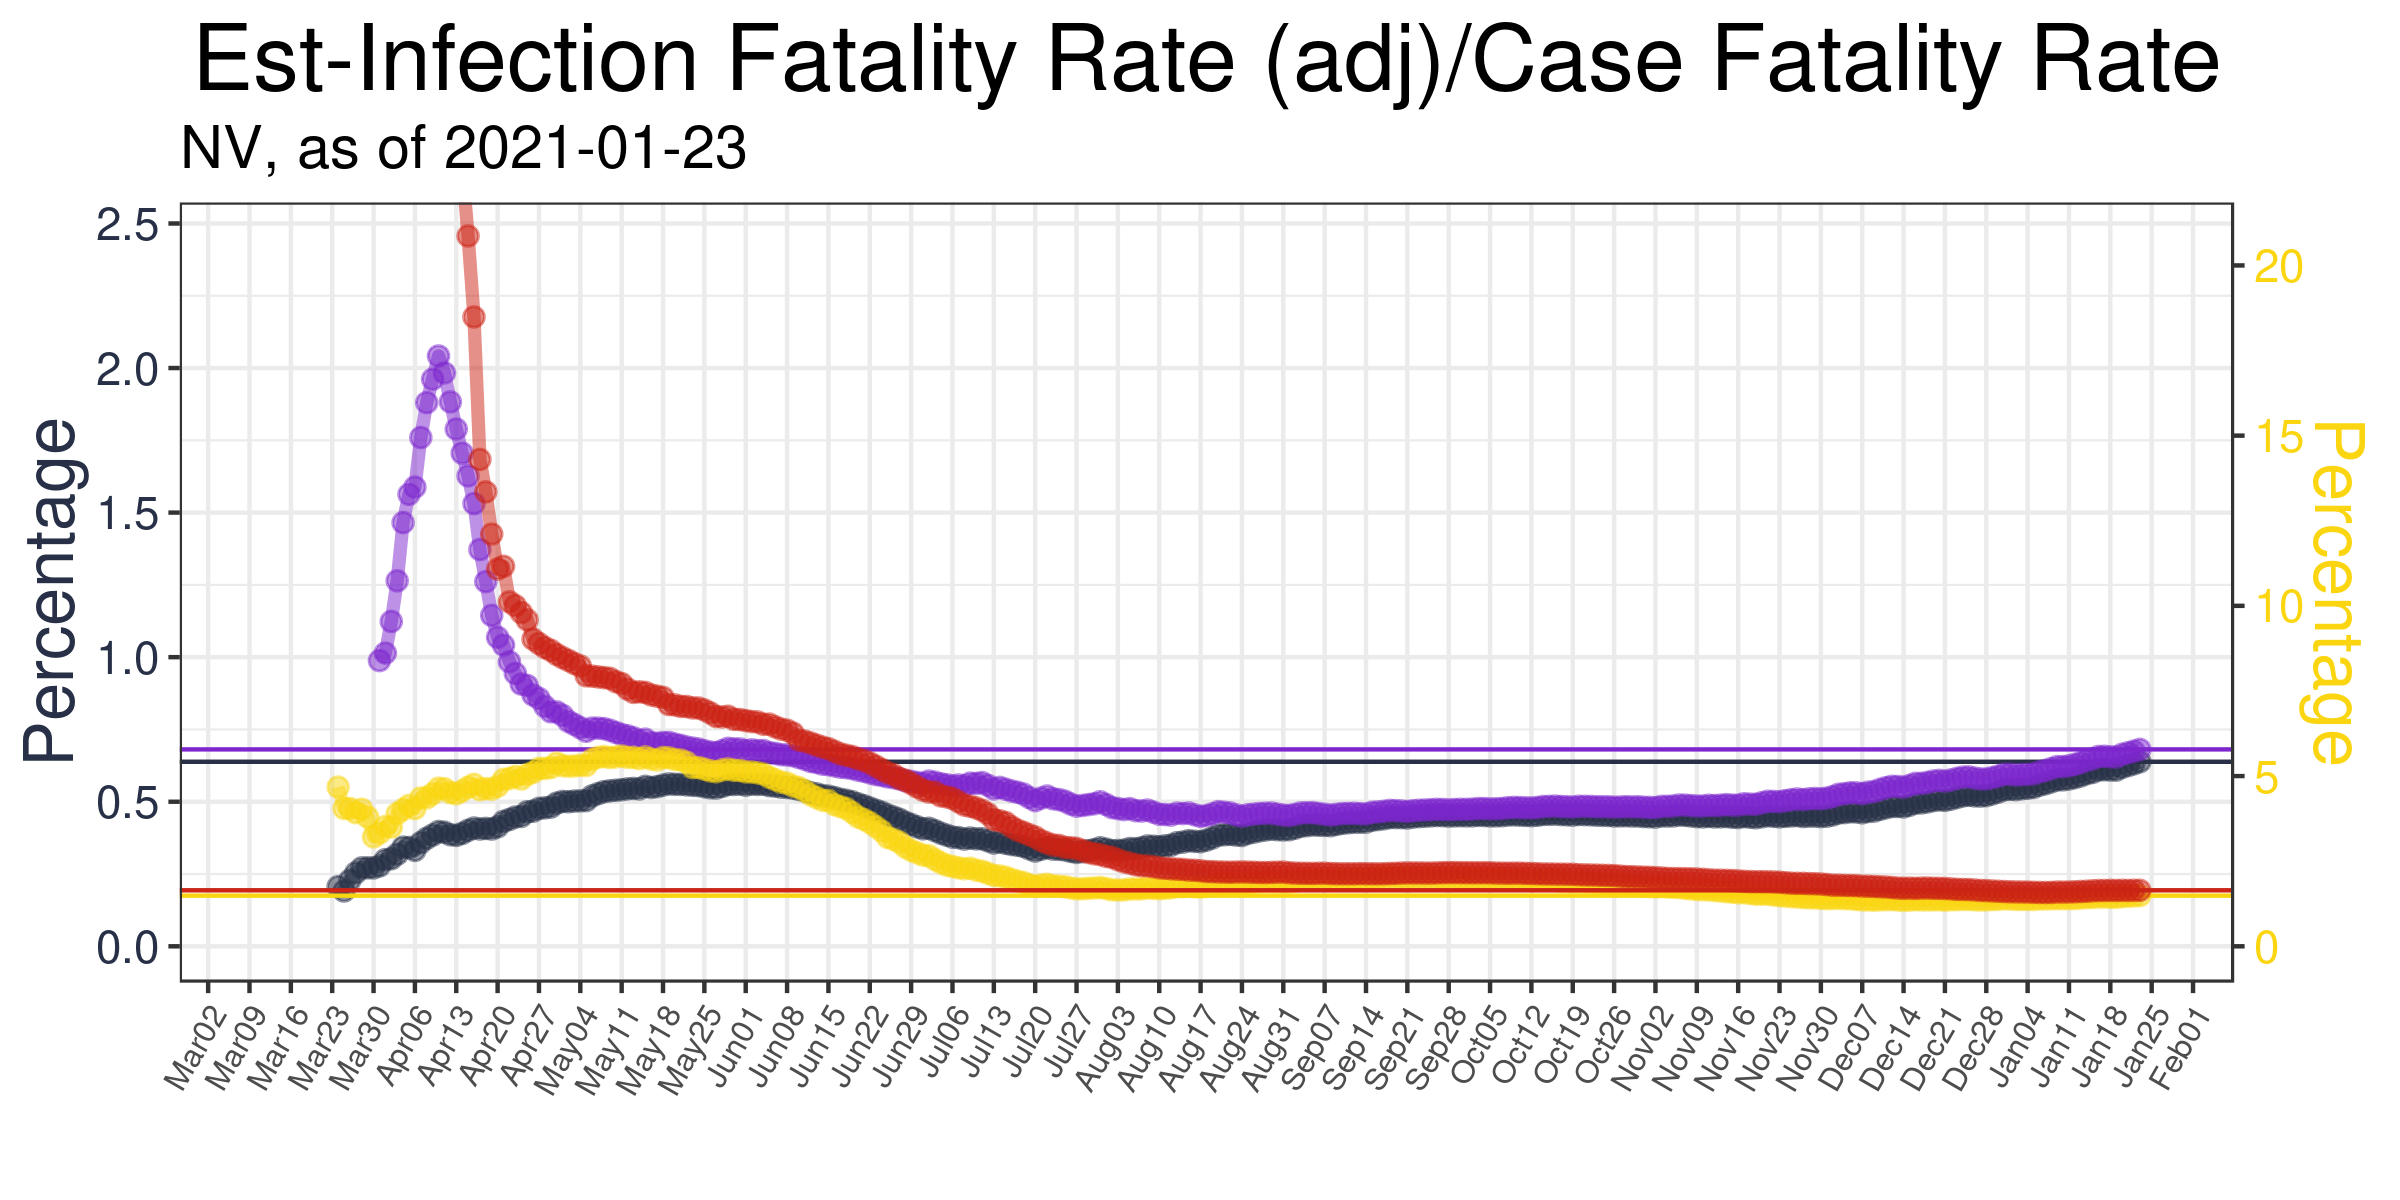 Est-Infection Fatality Rate (adj)/Case Fatality Rate
NV, as of 2021-01-23
Percentage
2.5
2.0
1.5
1.0
0.5
0.0
20
15
10
5
0
Percentage
Mar02
Mar09
Mar16
Mar23
Mar30
Apr06
Apr13
Apr20
Apr27
May04
May11
May18
May25
Jun01
Jun08
Jun15
Jun22
Jun29
Jul06
Jul13
Jul20
Jul27
Aug03
Aug10
Aug17
Aug24
Aug31
Sep07
Sep14
Sep21
Sep28
Oct05
Oct12
Oct19
Oct26
Nov02
Nov09
Nov16
Nov23
Nov30
Dec07
Dec14
Dec21
Dec28
Jan04
Jan11
Jan18
Jan25
Feb01